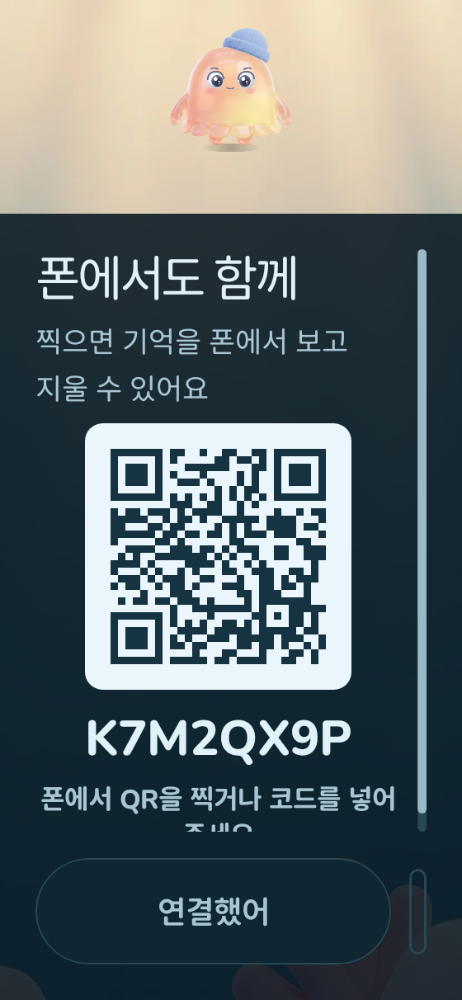 폰에서도 함께
찍으면 기억을 폰에서 보고
지울 수 있어요
K7M2QX9P
폰에서 QR을 찍거나 코드를 넣어
연결했어